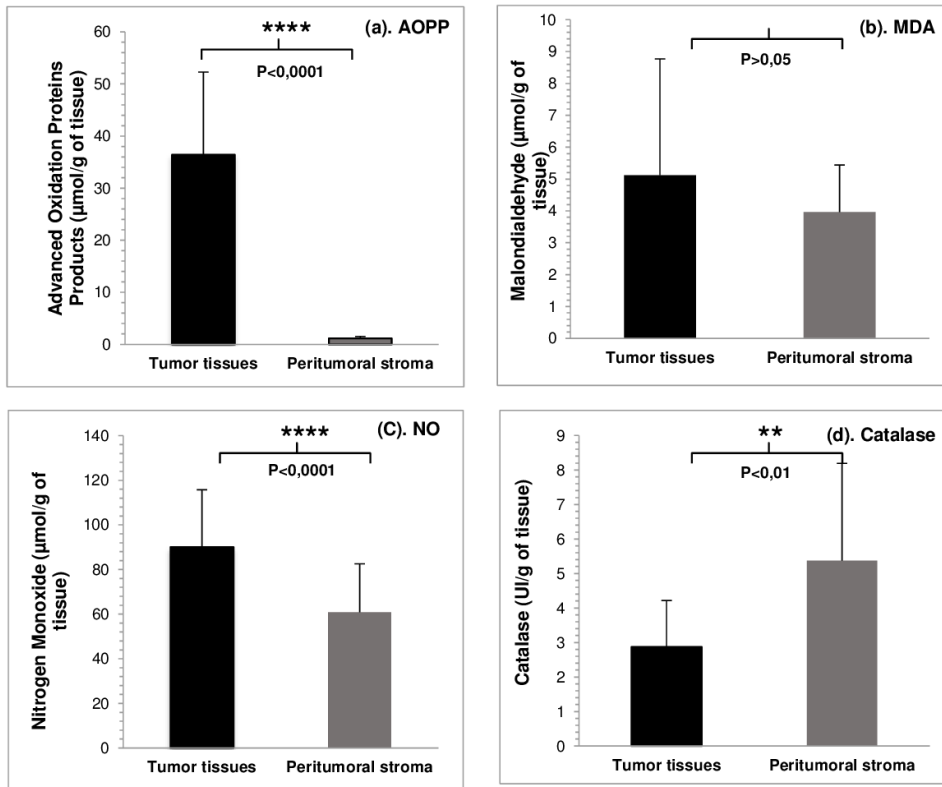 (a). AOPP
****
P<0,0001
Advanced Oxidation Proteins
Products (µmol/g of tissue)
60
50
40
30
20
10
0
Tumor tissues
Peritumoral stroma
(b). MDA
P>0,05
Malondialdehyde (µmol/g of
tissue)
10
9
8
7
6
5
4
3
2
1
0
Tumor tissues
Peritumoral stroma
(C). NO
****
P<0,0001
Nitrogen Monoxide (µmol/g of
tissue)
140
120
100
80
60
40
20
0
Tumor tissues
Peritumoral stroma
(d). Catalase
**
P<0,01
Catalase (UI/g of tissue)
9
8
7
6
5
4
3
2
1
0
Tumor tissues
Peritumoral stroma